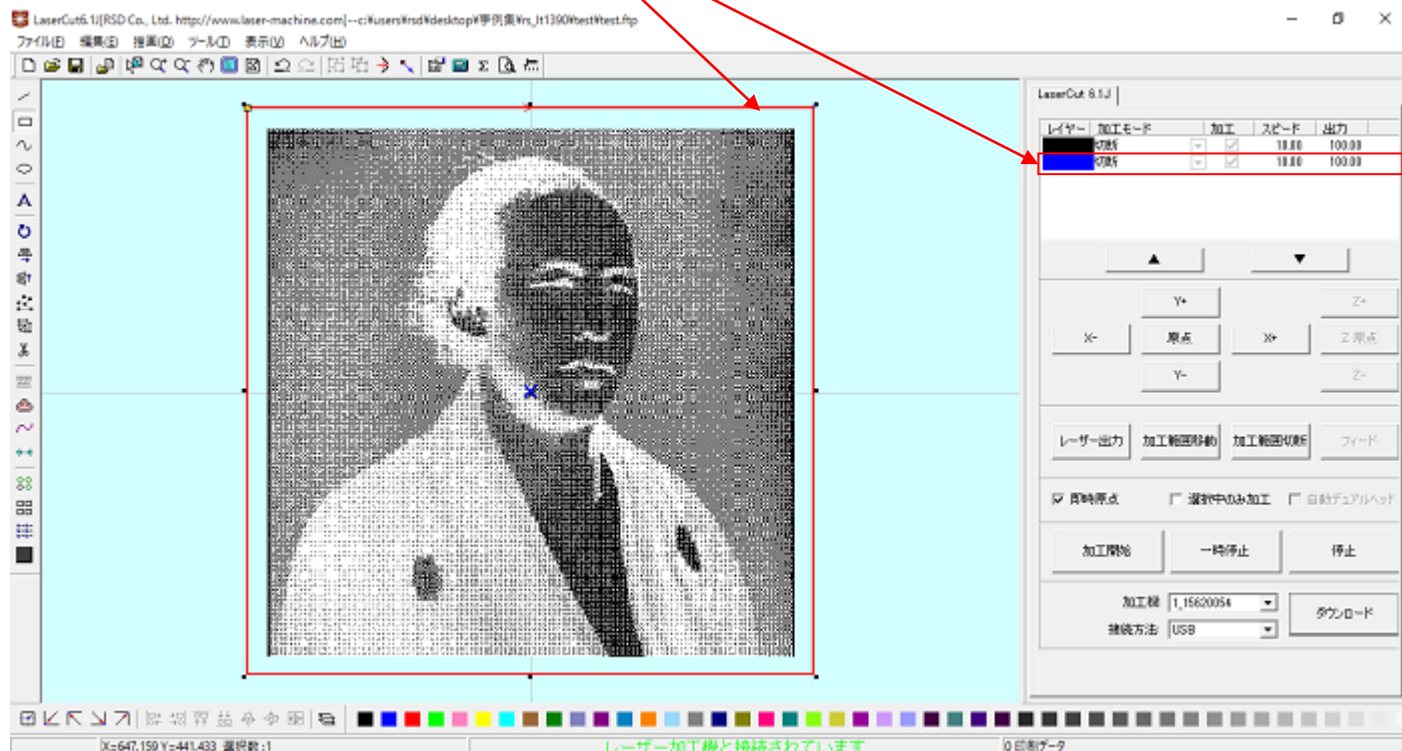 LaserCut6.1J[RSD Co., Ltd. http://www.laser-machine.com]--c:¥users¥rsd¥desktop¥事例集¥rs_lt1390¥test¥test.ftp
ファイル(F) 編集(E) 描画(D) ツール(T) 表示(V) ヘルプ(H)
LaserCut 6.1J
レイヤー 加工モード 加工 スピード 出力
切断 10.00 100.00
切断 10.00 100.00
▲ ▼
Y+ Z+
X- 原点 X+ Z 原点
Y- Z-
レーザー出力 加工範囲移動 加工範囲切断 フィード
即時原点 選択中のみ加工 自動デュアルヘッド
加工開始 一時停止 停止
加工機 1_15620054 ダウンロード
接続方法: USB
X=647.159 Y=441.433 選択数:1 レーザー加工機と接続されています 0 印刷データ